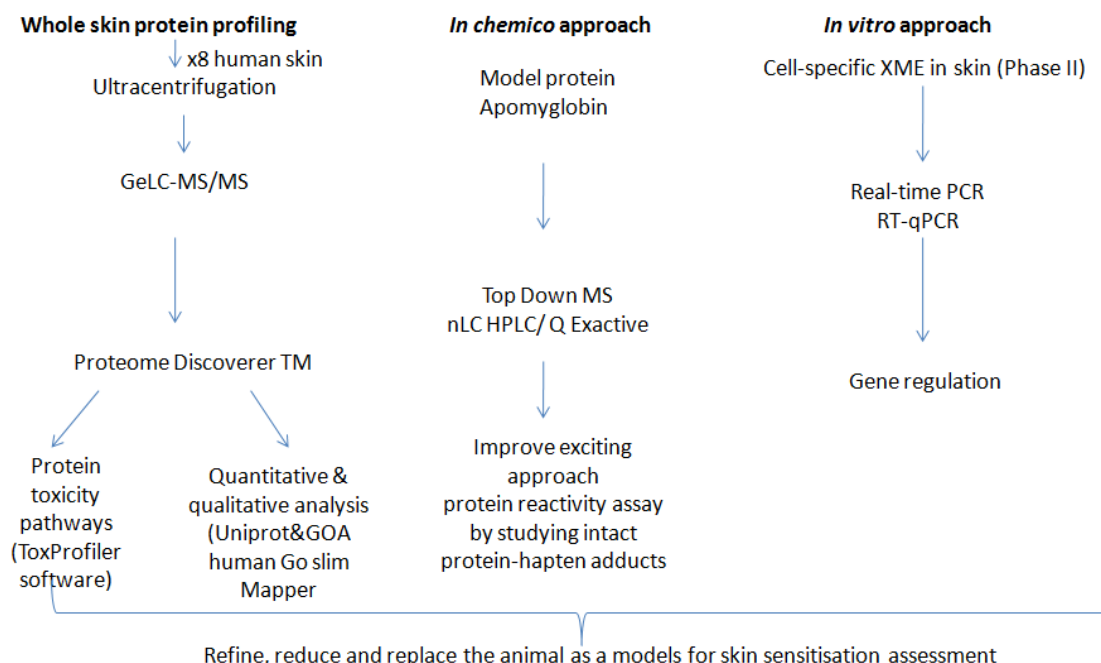 Whole skin protein profiling
x8 human skin
Ultracentrifugation
GeLC-MS/MS
Proteome Discoverer TM
Protein
toxicity
pathways
(ToxProfiler
software)
Quantitative &
qualitative analysis
(Uniprot&GOA
human Go slim
Mapper
In chemico approach
Model protein
Apomyglobin
Top Down MS
nLC HPLC/ Q Exactive
Improve exciting
approach
protein reactivity assay
by studying intact
protein-hapten adducts
In vitro approach
Cell-specific XME in skin (Phase II)
Real-time PCR
RT-qPCR
Gene regulation
Refine, reduce and replace the animal as a models for skin sensitisation assessment